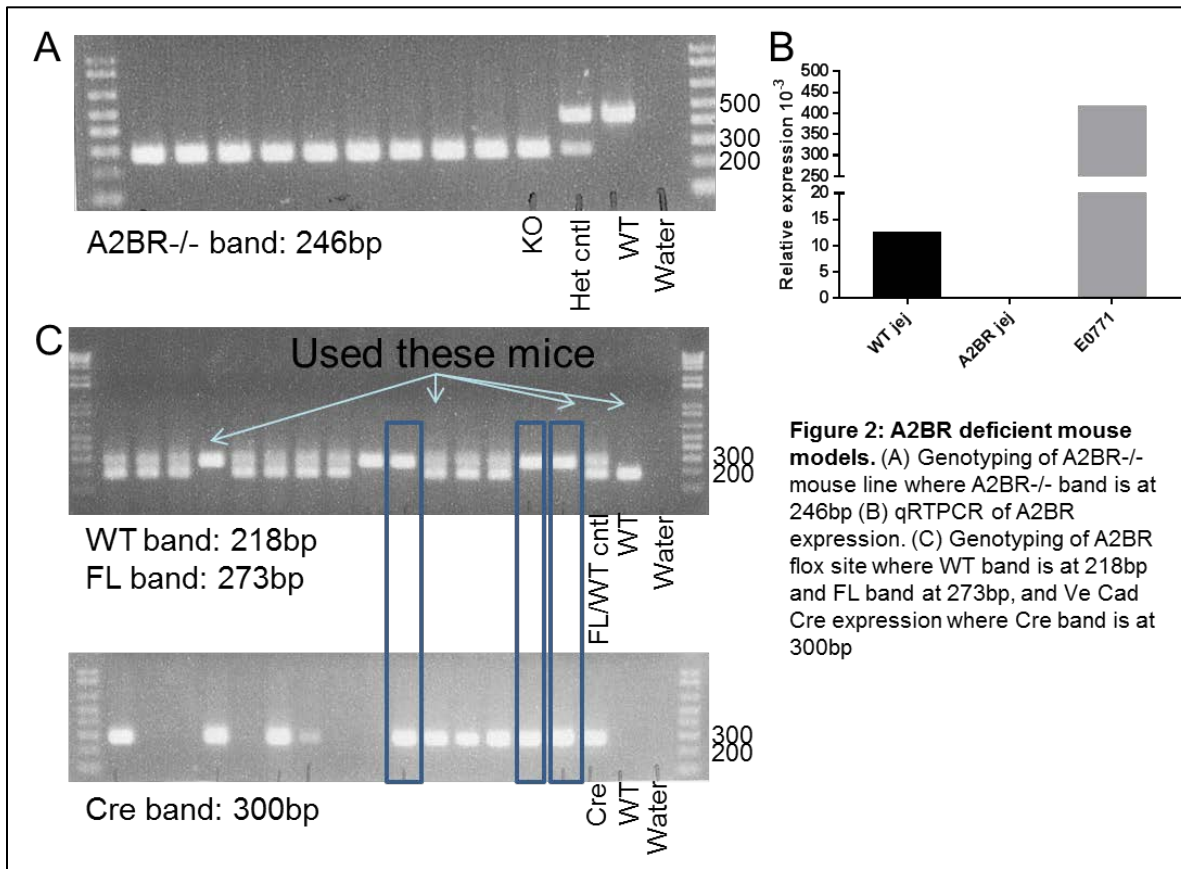 A
500
300
200
KO
Het cntl
WT
Water
A2BR-/- band: 246bp
B
Relative expression 10-3
500
450
400
350
300
250
20
15
10
5
0
WT jej
A2BR jej
E0771
C
Used these mice
300
200
FL/WT cntl
WT
Water
WT band: 218bp
FL band: 273bp
300
200
Cre
WT
Water
Cre band: 300bp
Figure 2: A2BR deficient mouse
models. (A) Genotyping of A2BR-/-
mouse line where A2BR-/- band is at
246bp (B) qRTPCR of A2BR
expression. (C) Genotyping of A2BR
flox site where WT band is at 218bp
and FL band at 273bp, and Ve Cad
Cre expression where Cre band is at
300bp